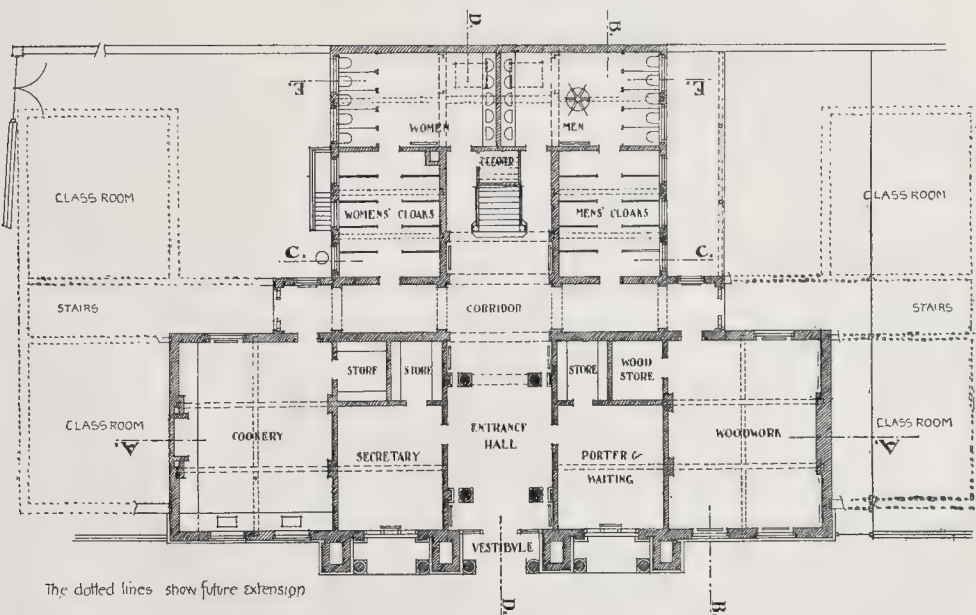 D.
B.
E.
E.
WOMEN
MEN
CLASS ROOM
CLASS ROOM
WOMENS' CLOAKS
MENS' CLOAKS
C.
C.
STAIRS
CORRIDOR
STAIRS
STORE
STORE
STORE
WOOD
STORE
CLASS ROOM
A.
COOKERY
SECRETARY
ENTRANCE
HALL
PORTER &
WAITING
WOODWORK
A.
CLASS ROOM
VESTIBVLE
The dotted lines show future extension
D.
B